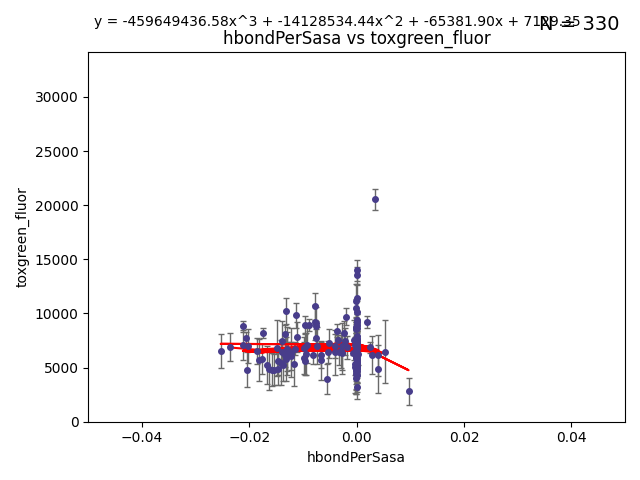 y = -459649436.58x^3 + -14128534.44x^2 + -65381.90x + 7129.35
N = 330
hbondPerSasa vs toxgreen_fluor
30000
25000
20000
15000
10000
5000
0
toxgreen_fluor
−0.04
−0.02
0.00
0.02
0.04
hbondPerSasa